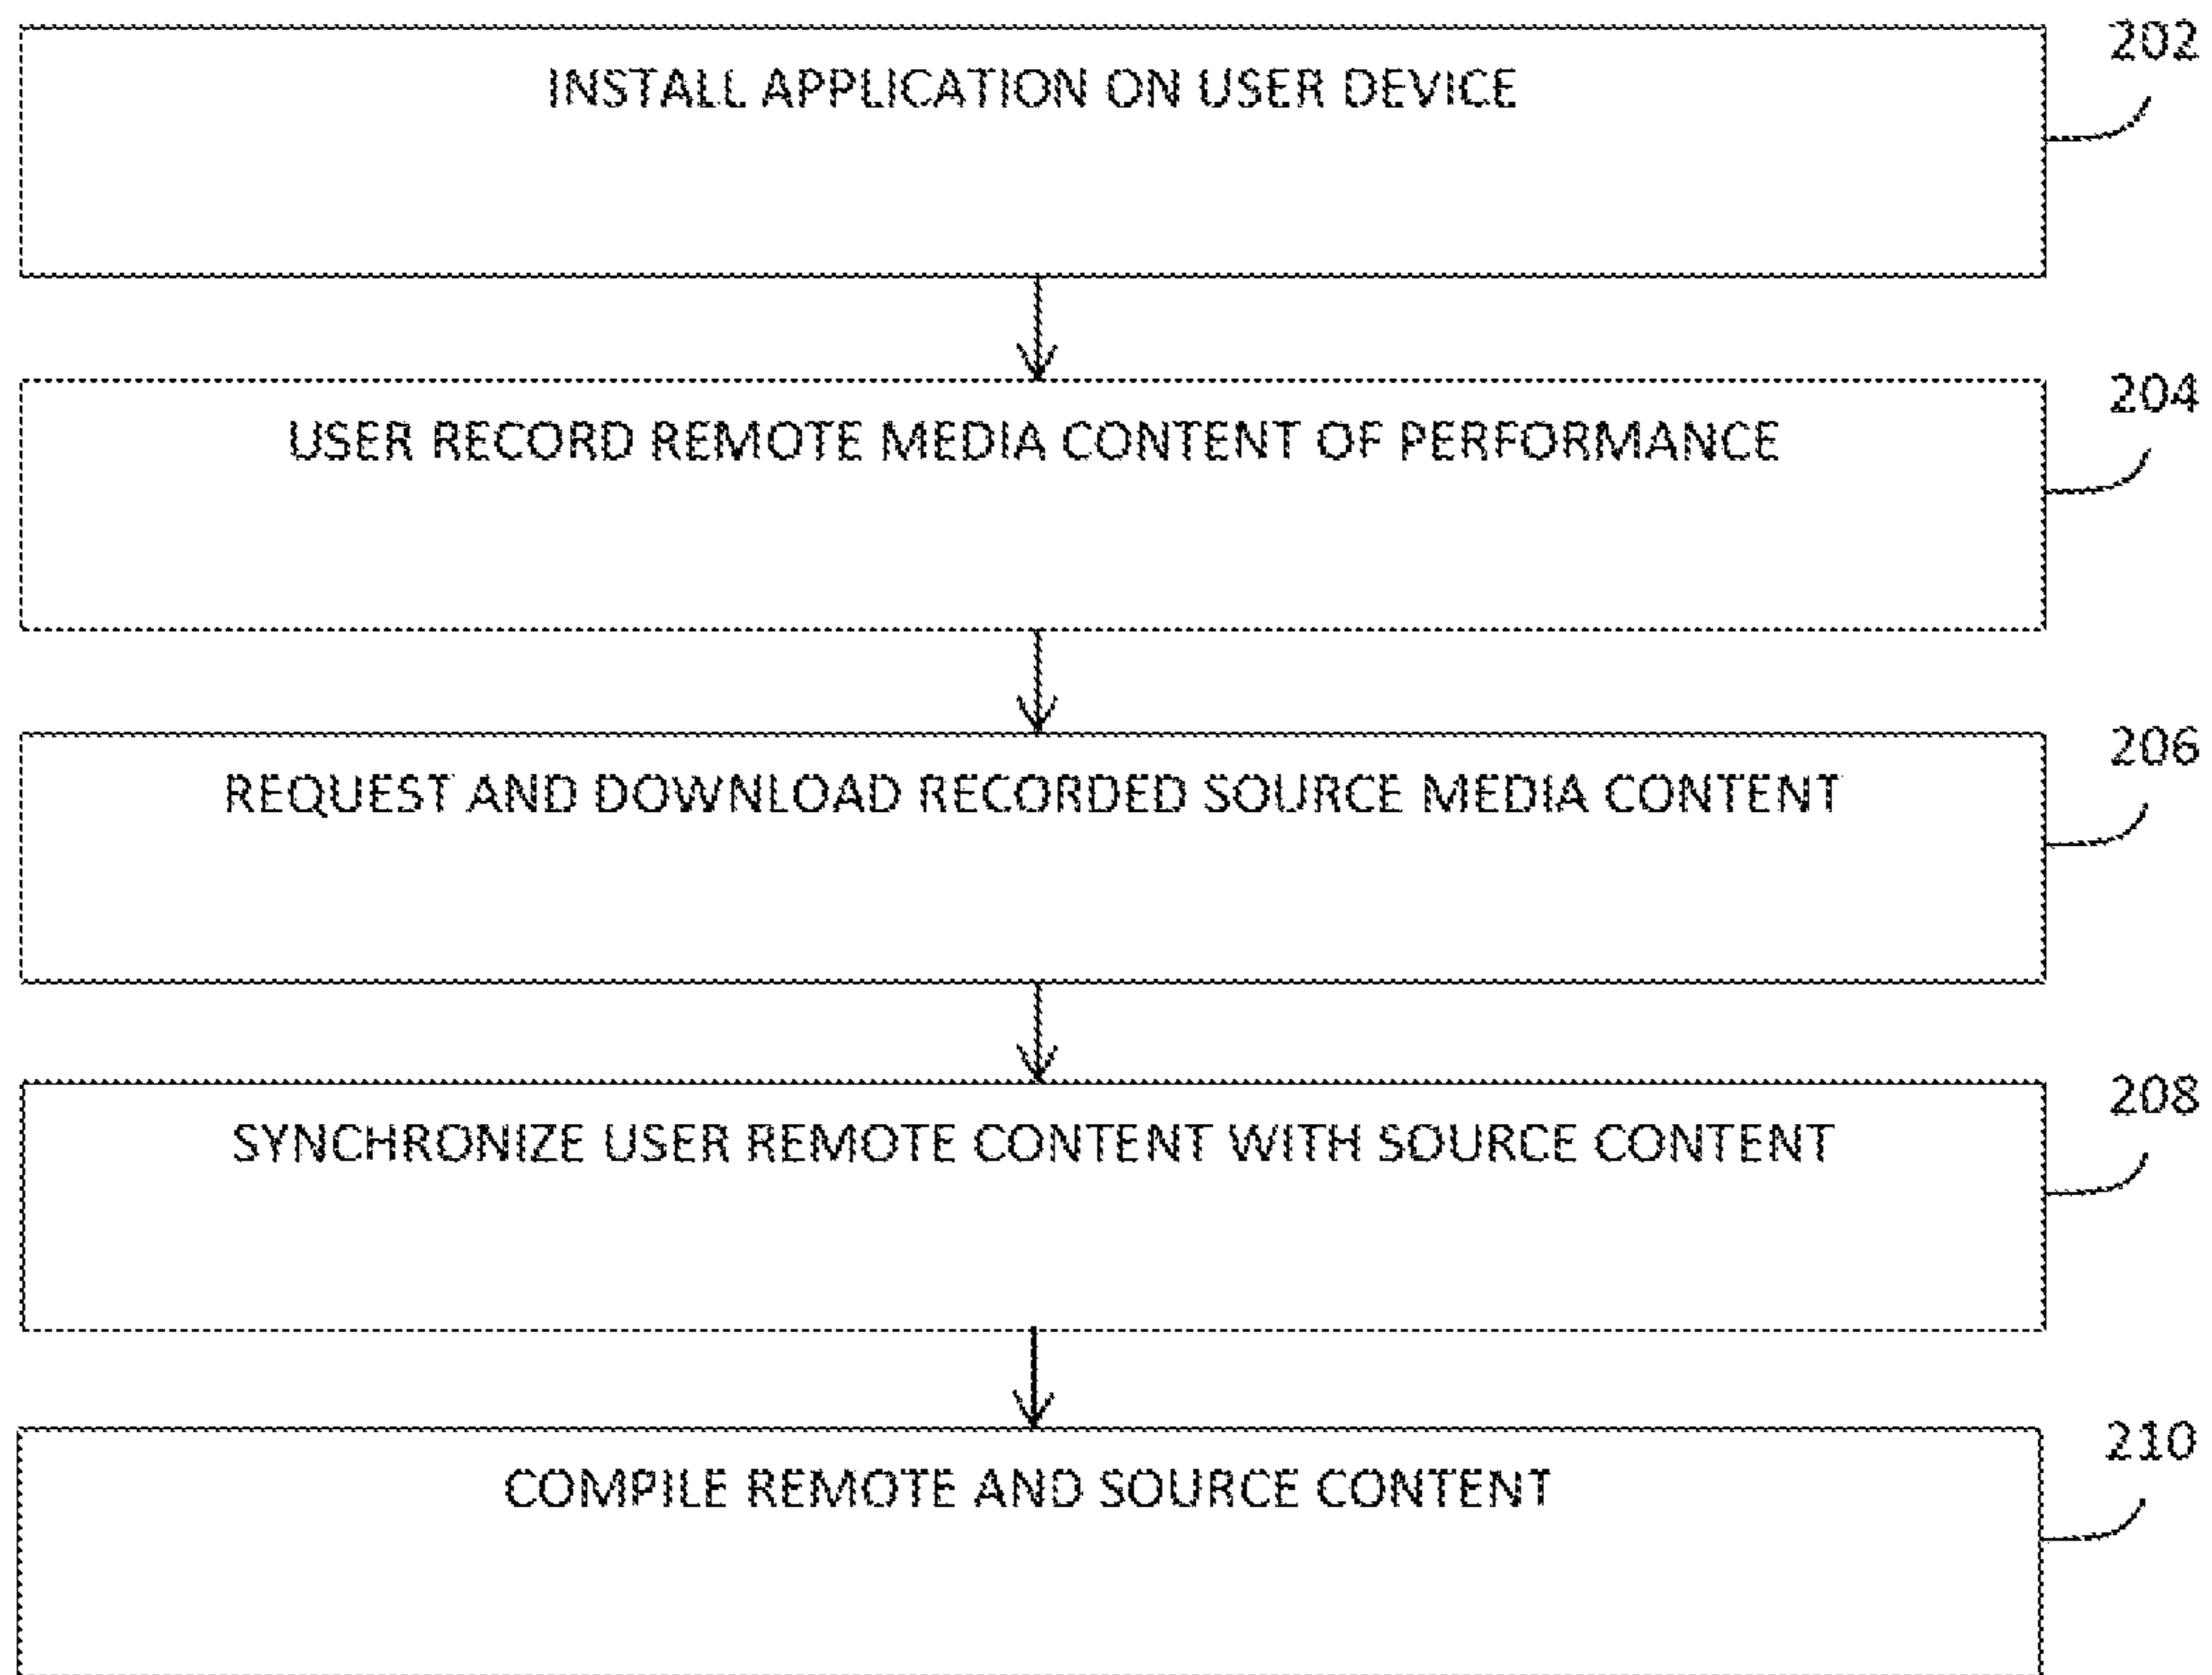 202
INSTALL APPLICATION ON USER DEVICE
204
USER RECORD REMOTE MEDIA CONTENT OF PERFORMANCE
206
REQUEST AND DOWNLOAD RECORDED SOURCE MEDIA CONTENT
208
SYNCHRONIZE USER REMOTE CONTENT WITH SOURCE CONTENT
210
COMPILE REMOTE AND SOURCE CONTENT